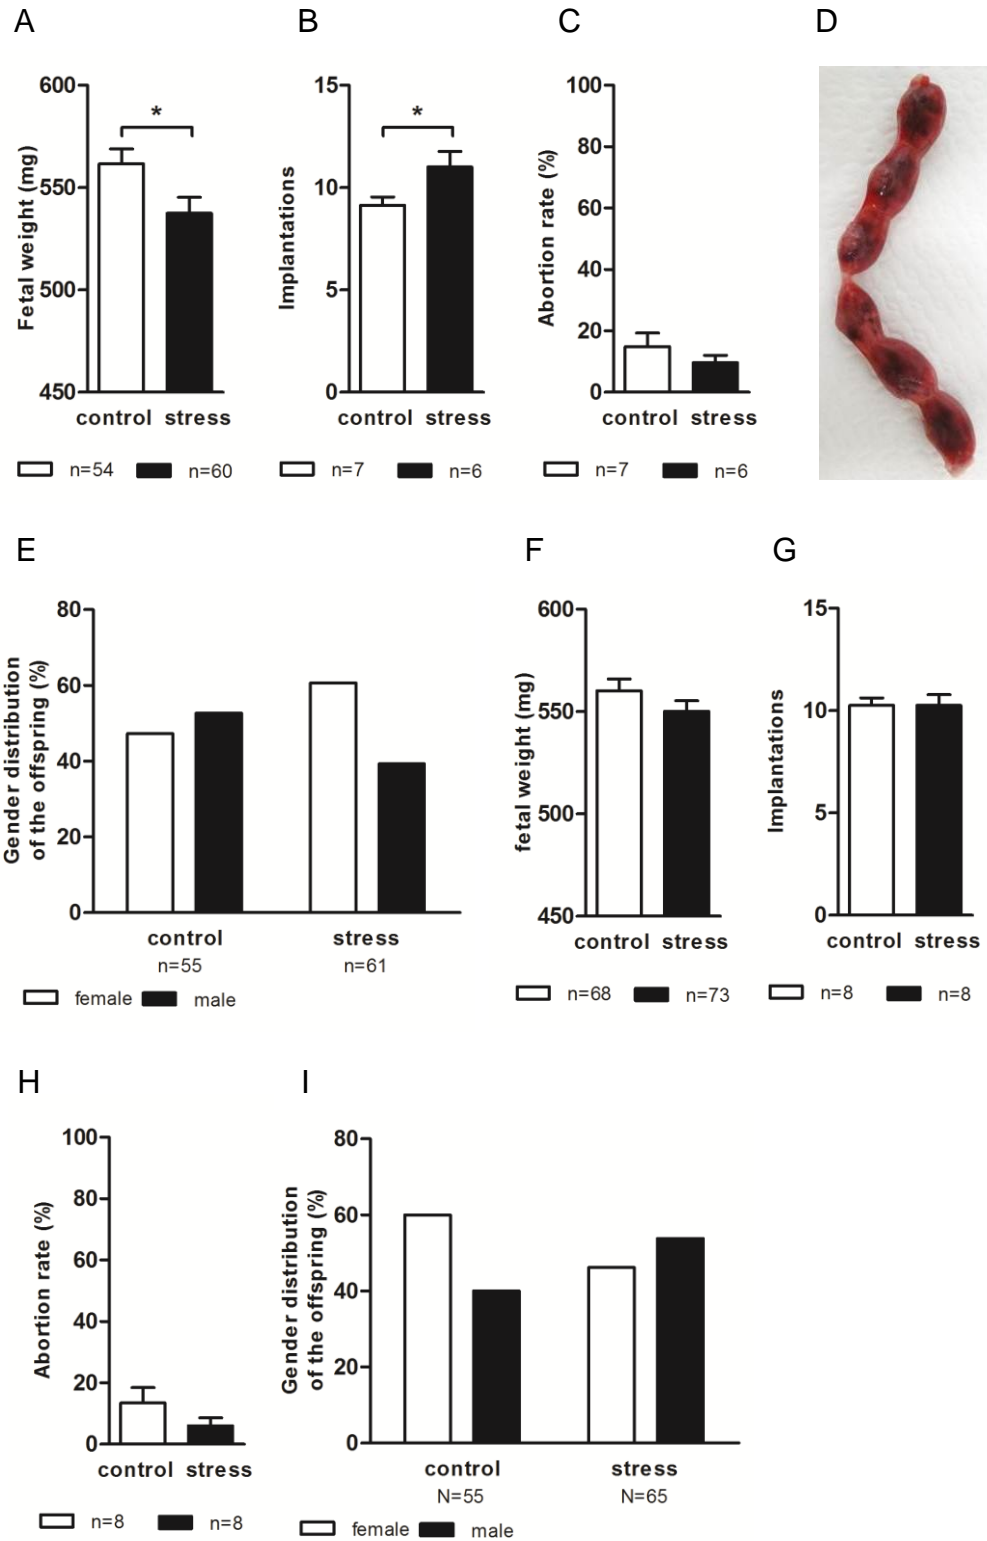 A
B
C
D
Fetal weight (mg)
600
550
500
450
*
control stress
n=54 n=60
Implantations
15
10
5
0
*
control stress
n=7 n=6
Abortion rate (%)
100
80
60
40
20
0
control stress
n=7 n=6
E
F
G
Gender distribution
of the offspring (%)
80
60
40
20
0
control stress
n=55 n=61
female male
fetal weight (mg)
600
550
500
450
control stress
n=68 n=73
Implantations
15
10
5
0
control stress
n=8 n=8
H
I
Abortion rate (%)
100
80
60
40
20
0
control stress
n=8 n=8
Gender distribution
of the offspring (%)
80
60
40
20
0
control stress
N=55 N=65
female male